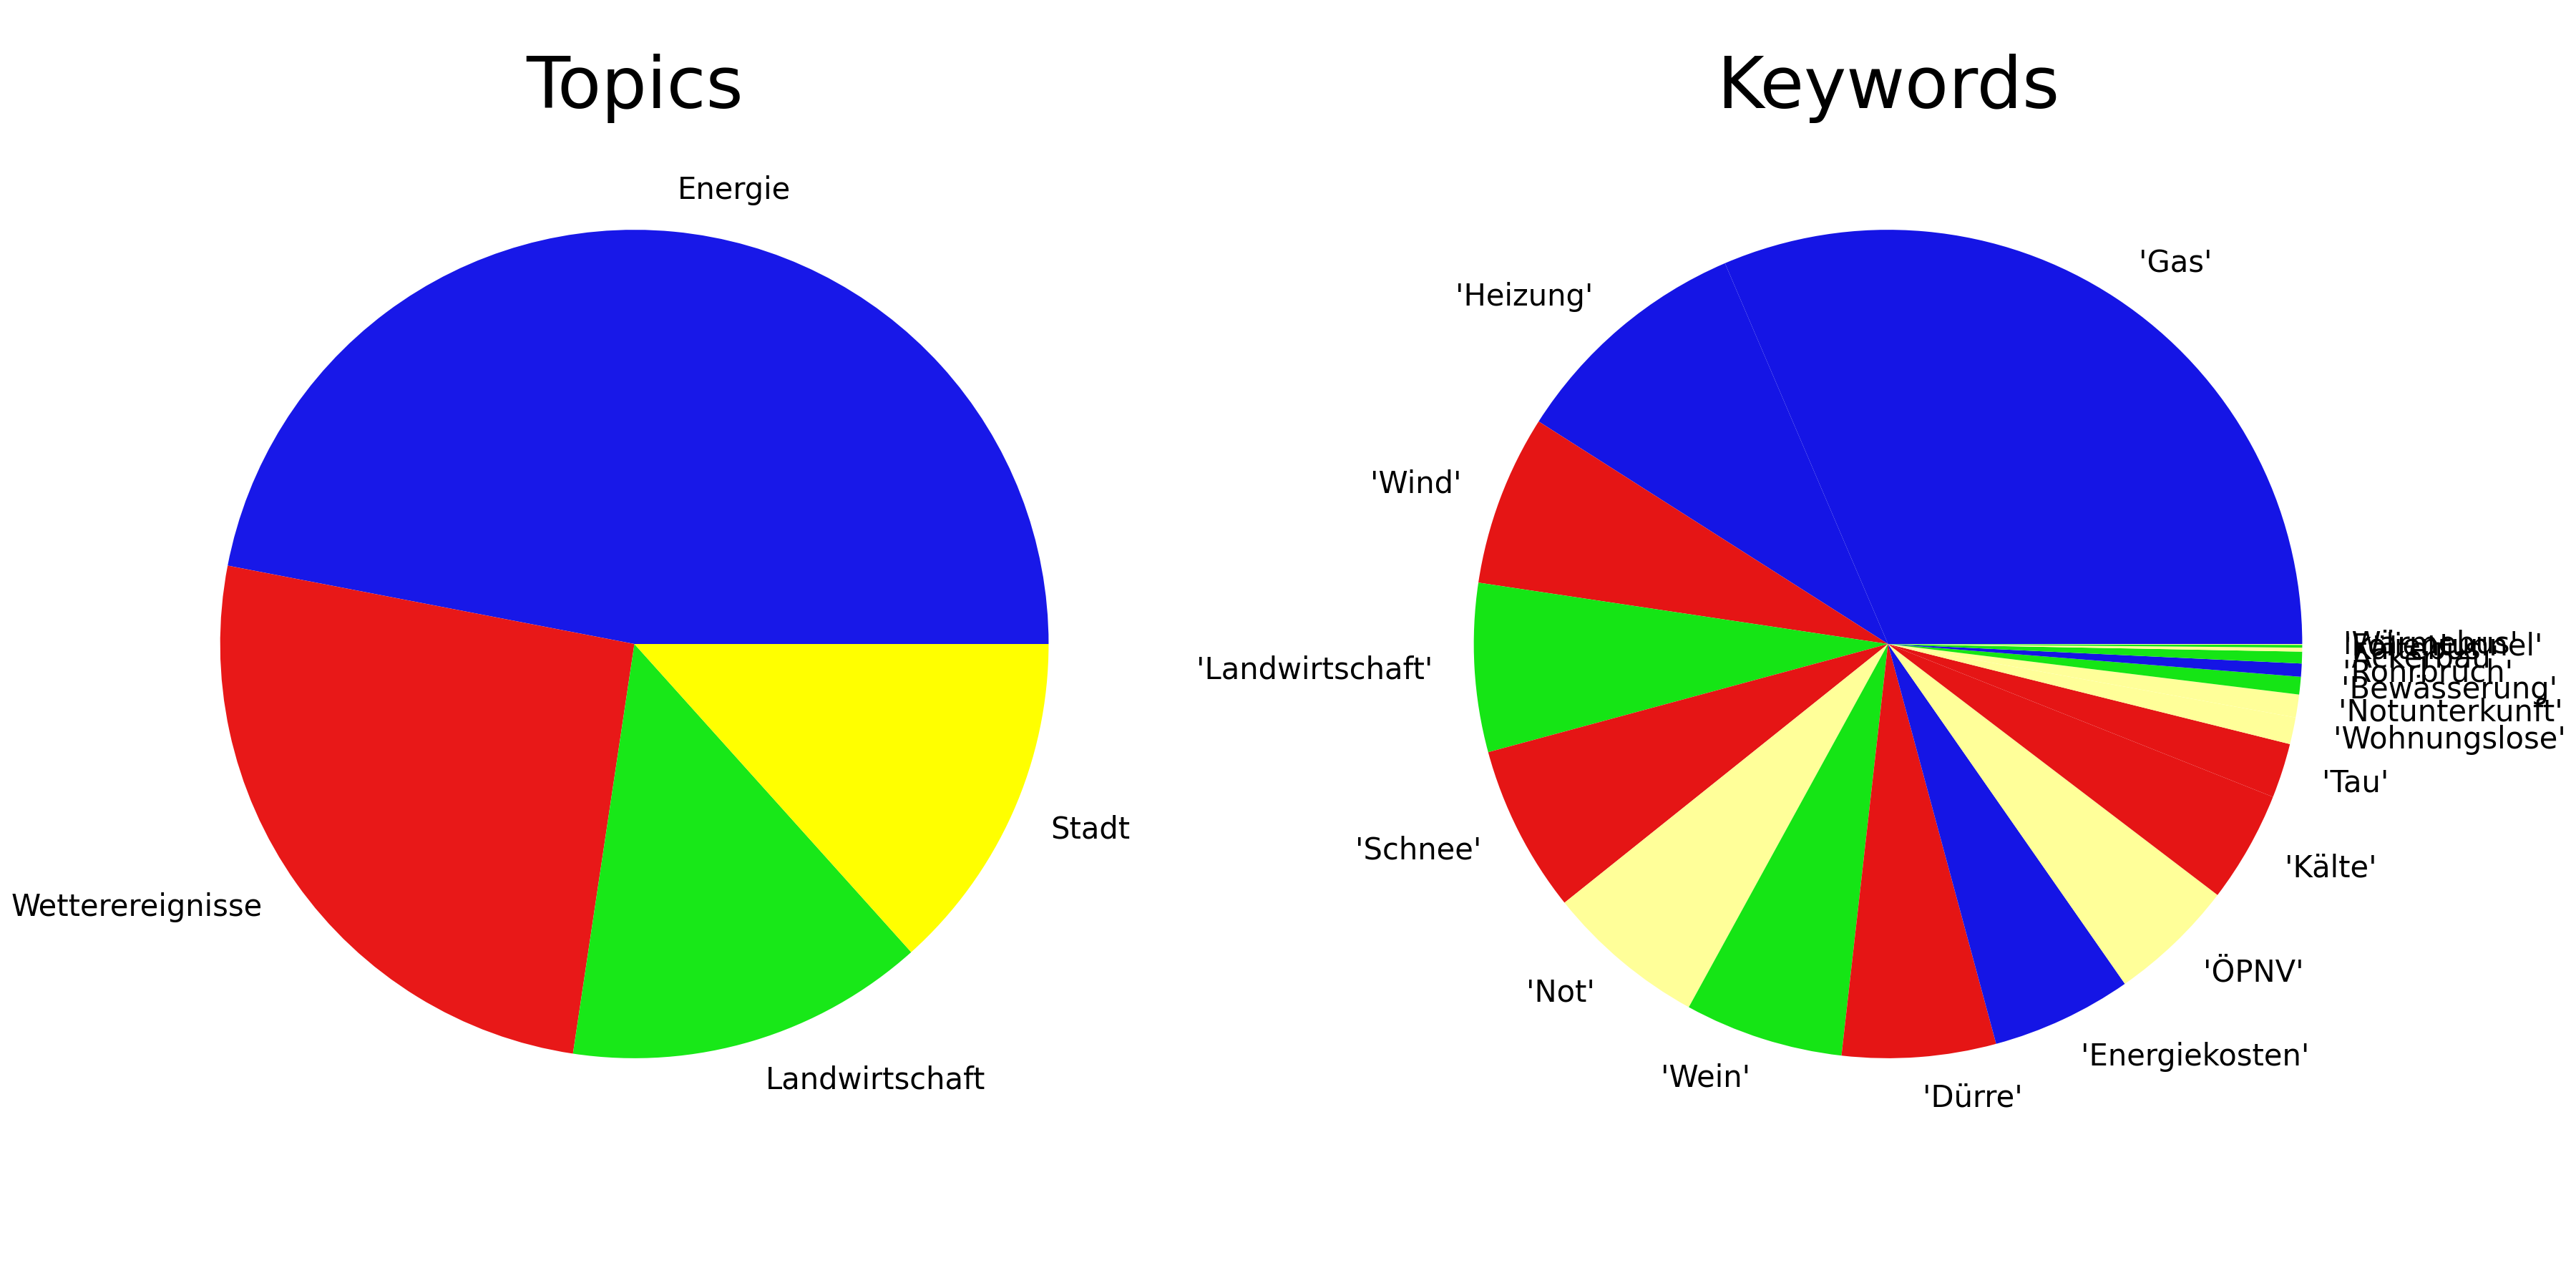 Topics
Energie
Wetterereignisse
Landwirtschaft
Stadt
Keywords
'Gas'
'Heizung'
'Wind'
'Landwirtschaft'
'Schnee'
'Not'
'Wein'
'Dürre'
'Energiekosten'
'ÖPNV'
'Kälte'
'Tau'
'Wohnungslose'
'Notunterkunft'
'Bewässerung'
'Rohrbruch'
'Ackerbau'